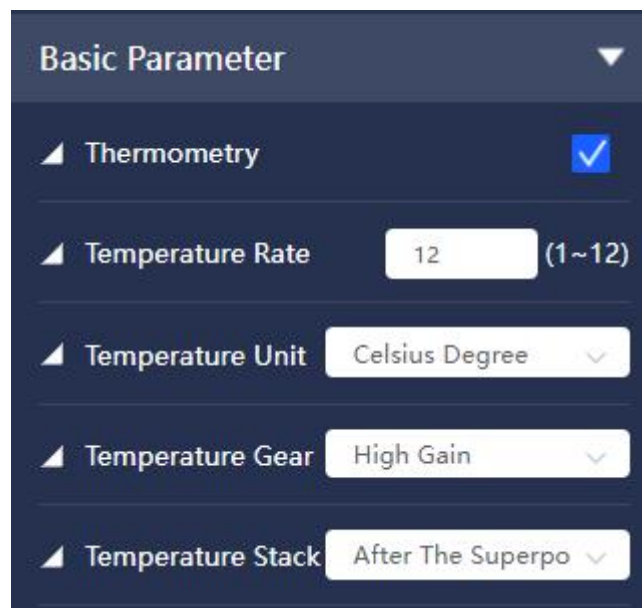 Basic Parameter
Thermometry
Temperature Rate 12 (1~12)
Temperature Unit Celsius Degree
Temperature Gear High Gain
Temperature Stack After The Superpo